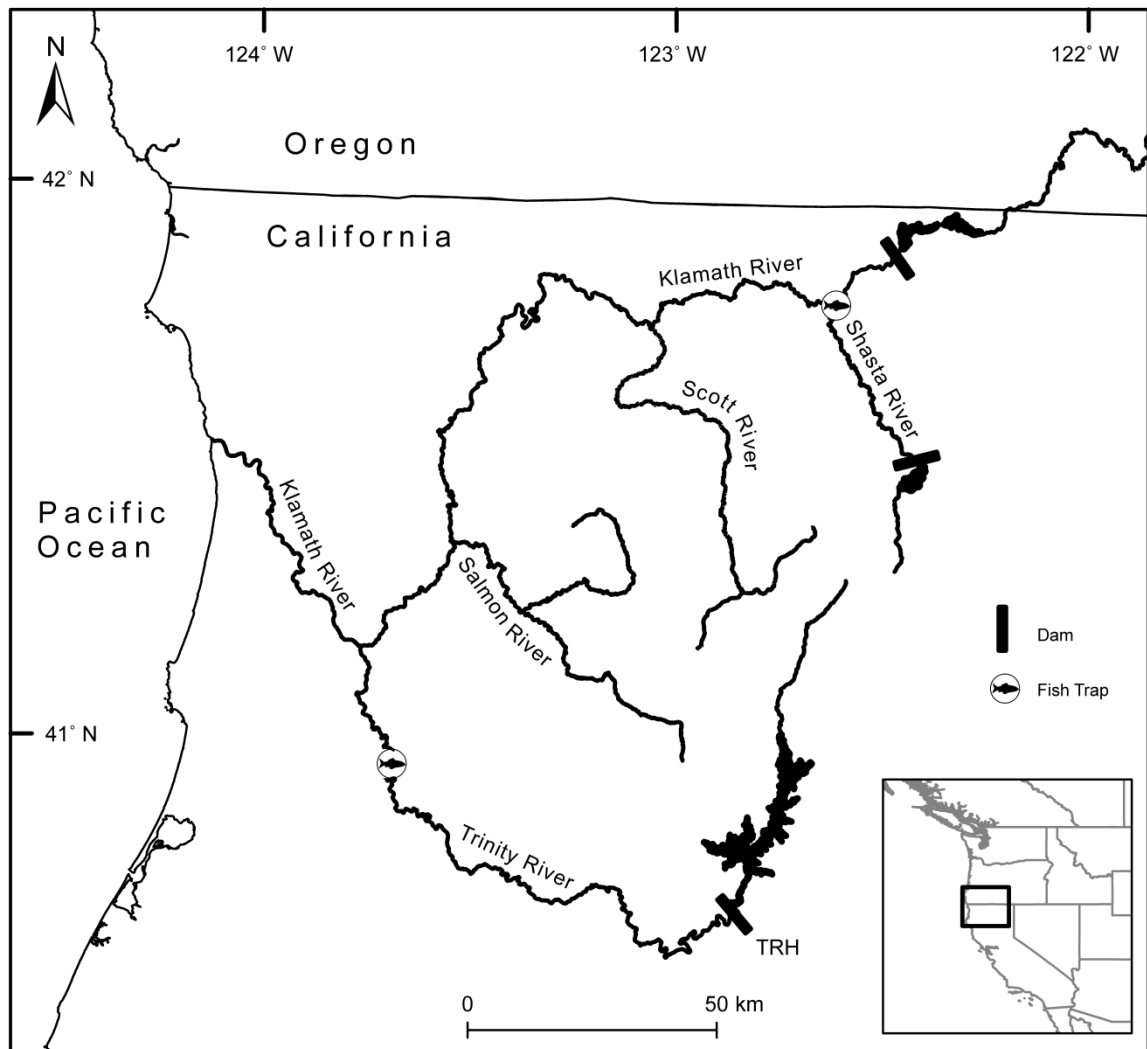 124° W
123° W
122° W
N
Oregon
42° N
California
Klamath River
Shasta River
Scott River
Klamath River
Pacific
Ocean
Salmon River
Dam
Fish Trap
41° N
Trinity River
TRH
0
50 km